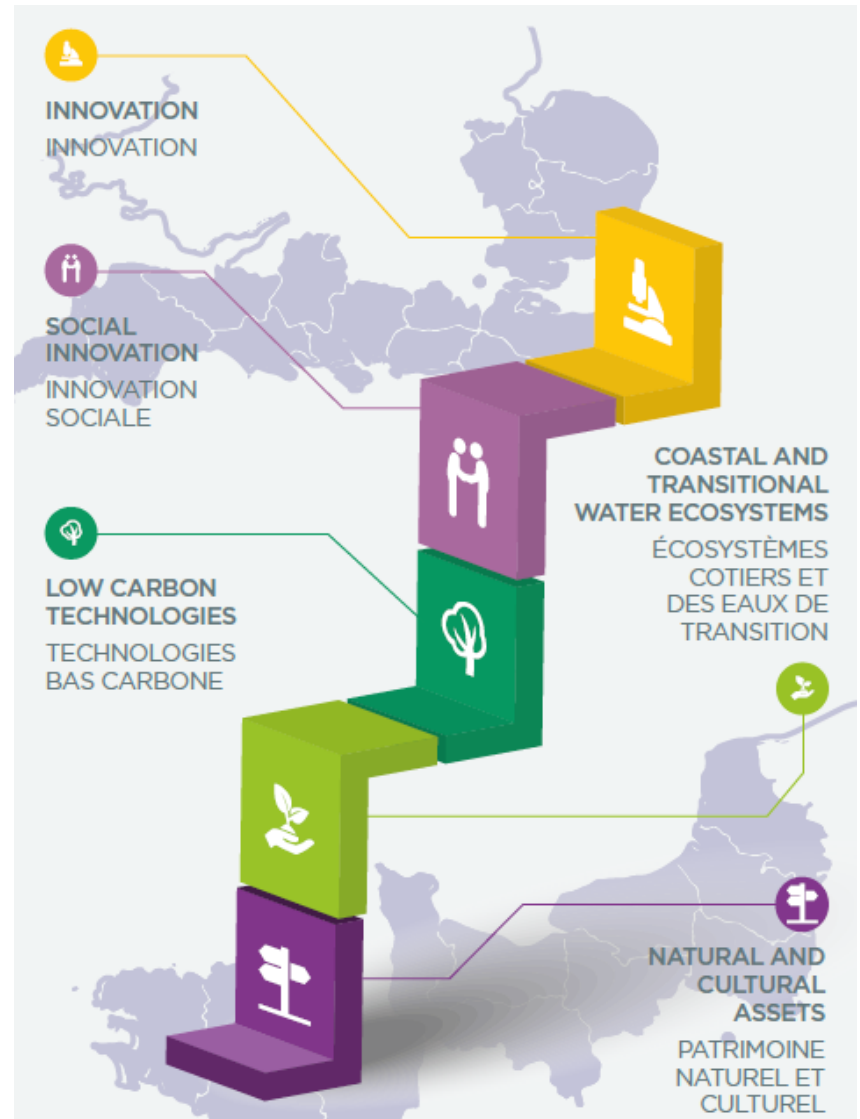 INNOVATION
INNOVATION
SOCIAL
INNOVATION
INNOVATION
SOCIALE
COASTAL AND
TRANSITIONAL
WATER ECOSYSTEMS
ÉCOSYSTÈMES
COTIERS ET
DES EAUX DE
TRANSITION
LOW CARBON
TECHNOLOGIES
TECHNOLOGIES
BAS CARBONE
NATURAL AND
CULTURAL
ASSETS
PATRIMOINE
NATUREL ET
CULTUREL